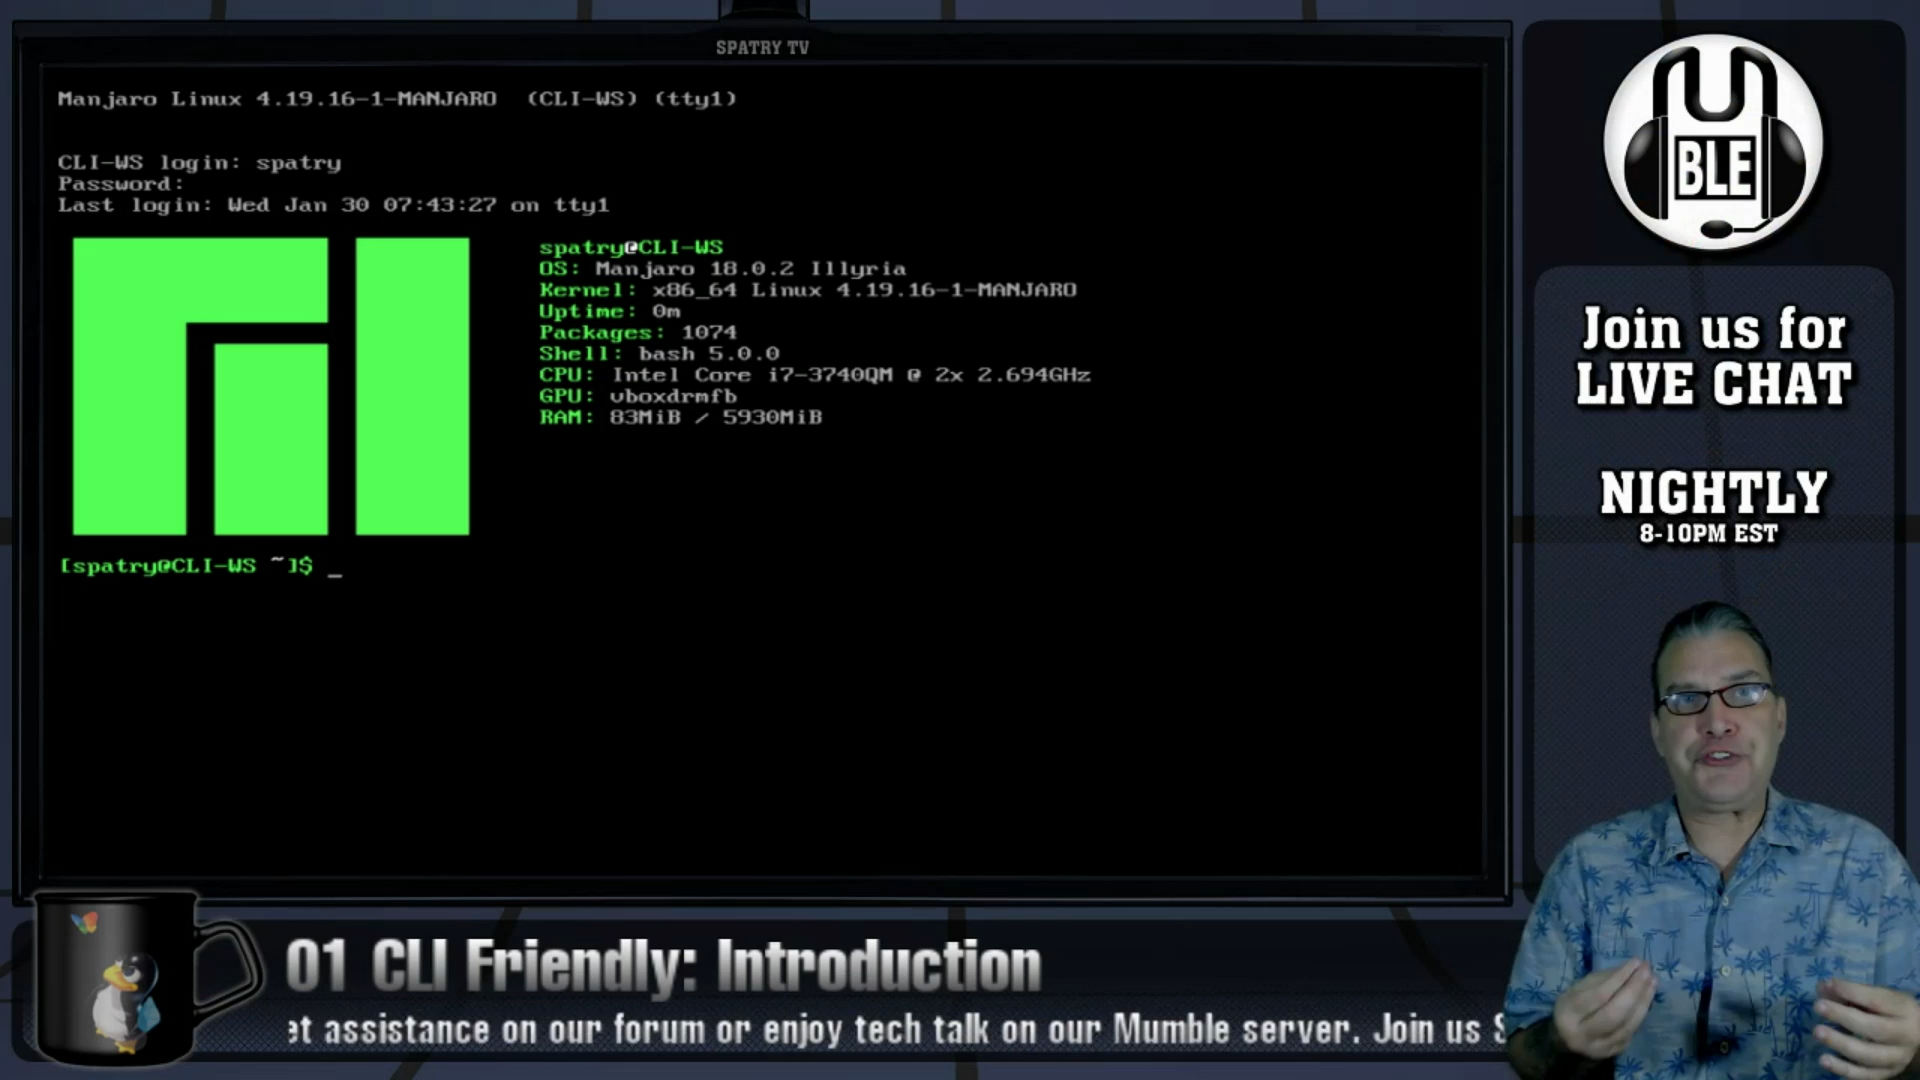 SPATRY TV
Manjaro Linux 4.19.16-1-MANJARO (CLI-WS) (tty1)
CLI-WS login: spatry
Password:
Last login: Wed Jan 30 07:43:27 on tty1
spatry@CLI-WS
OS: Manjaro 18.0.2 Illyria
Kernel: x86_64 Linux 4.19.16-1-MANJARO
Uptime: 0m
Packages: 1074
Shell: bash 5.0.0
CPU: Intel Core i7-3740QM @ 2x 2.694GHz
GPU: vboxdrmfb
RAM: 83MiB / 5930MiB
[spatry@CLI-WS ~]$ _
BLE
Join us for
LIVE CHAT
NIGHTLY
8-10PM EST
01 CLI Friendly: Introduction
assistance on our forum or enjoy tech talk on our Mumble server. Join us